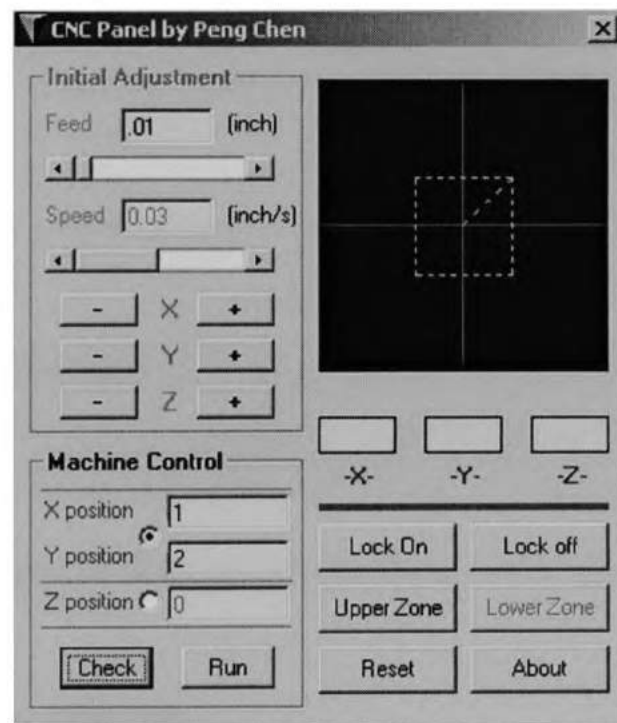 CNC Panel by Peng Chen
Initial Adjustment
Feed .01 (inch)
Speed 0.03 (inch/s)
- X +
- Y +
- Z +
-X- -Y- -Z-
Machine Control
X position 1
Y position 2
Z position 0
Check Run
Lock On Lock off
Upper Zone Lower Zone
Reset About